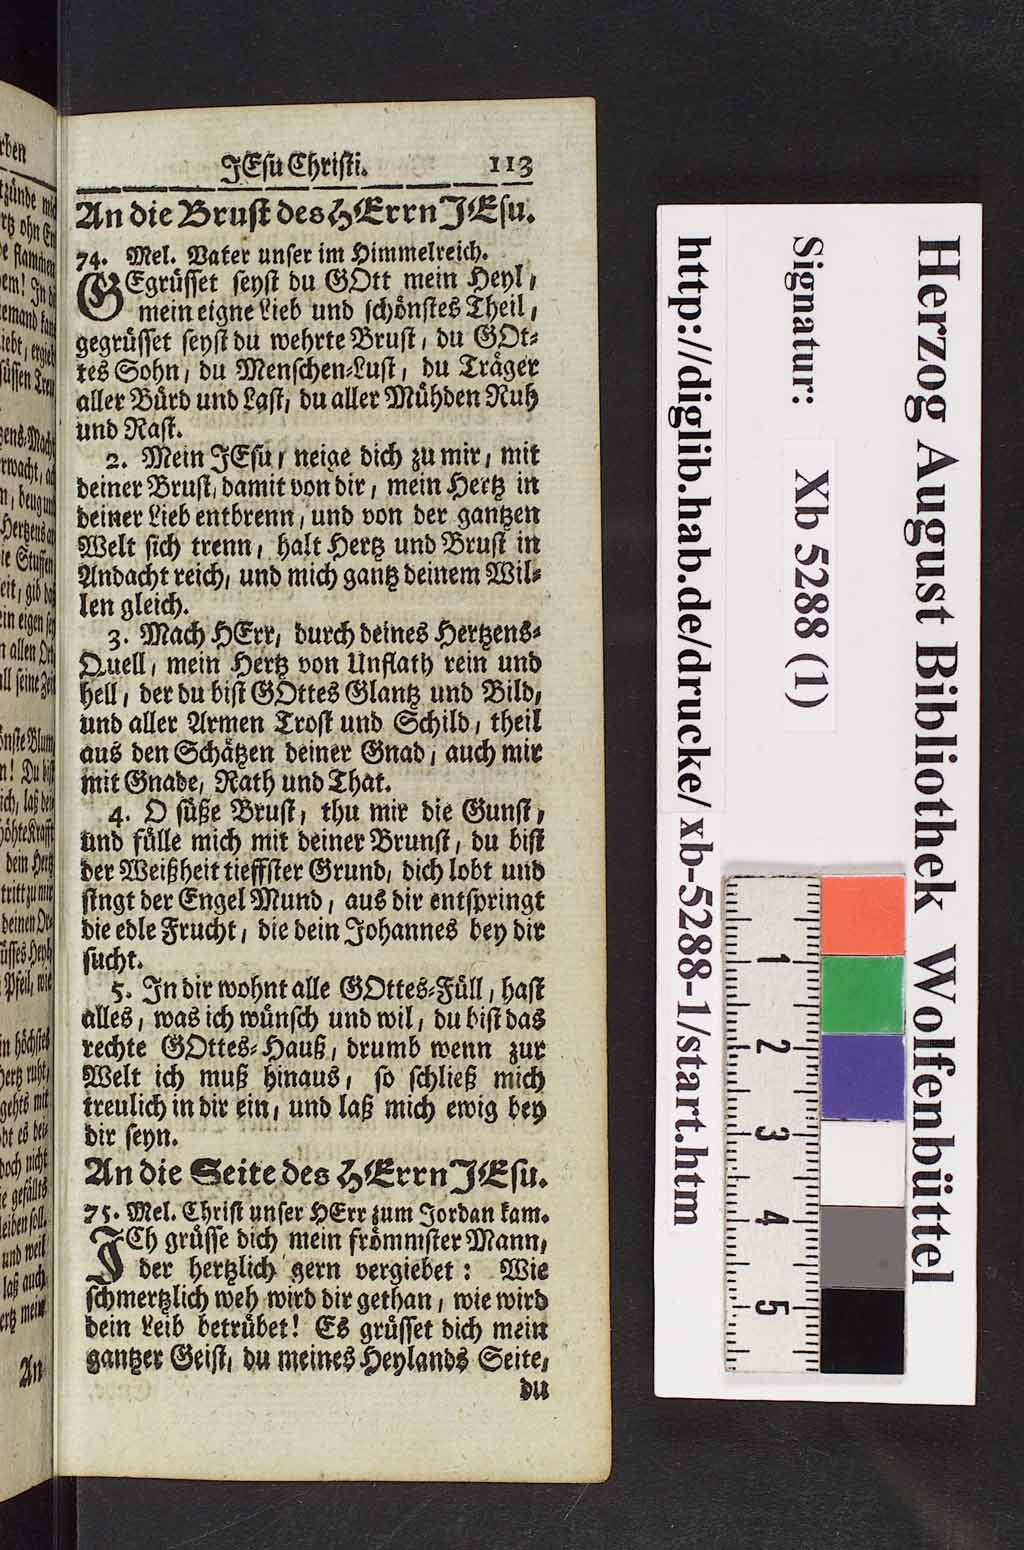 JEsu Christi. 113
An die Brust des HErrn JEsu.
74. Mel. Vater unser im Himmelreich.
GEgrüsset seyst du GOtt mein Heyl /
mein eigne Lieb und schönstes Theil /
gegrüsset seyst du wehrte Brust / du GOt-
tes Sohn / du Menschen-Lust / du Träger
aller Bürd und Last / du aller Mühden Ruh
und Rast.
2. Mein JEsu / neige dich zu mir / mit
deiner Brust / damit von dir / mein Hertz in
deiner Lieb entbrenn / und von der gantzen
Welt sich trenn / halt Hertz und Brust in
Andacht reich / und mich gantz deinem Wil-
len gleich.
3. Mach HErr / durch deines Hertzens-
Quell / mein Hertz von Unflath rein und
hell / der du bist GOttes Glantz und Bild /
und aller Armen Trost und Schild / theil
aus den Schätzen deiner Gnad / auch mir
mit Gnade / Rath und That.
4. O süße Brust / thu mir die Gunst /
und fülle mich mit deiner Brunst / du bist
der Weißheit tieffster Grund / dich lobt und
singt der Engel Mund / aus dir entspringt
die edle Frucht / die dein Johannes bey dir
sucht.
5. In dir wohnt alle GOttes-Füll / hast
alles / was ich wünsch und wil / du bist das
rechte GOttes-Hauß / drumb wenn zur
Welt ich muß hinaus / so schließ mich
treulich in dir ein / und laß mich ewig bey
dir seyn.
An die Seite des HErrn JEsu.
75. Mel. Christ unser HErr zum Jordan kam.
JCh grüsse dich mein frömmster Mann /
der hertzlich gern vergiebet : Wie
schmertzlich weh wird dir gethan / wie wird
dein Leib betrübet! Es grüsset dich mein
gantzer Geist / du meines Heylands Seite /
du
Herzog August Bibliothek Wolfenbüttel
Signatur: Xb 5288 (1)
http://diglib.hab.de/drucke/xb-5288-1/start.htm
1
2
3
4
5